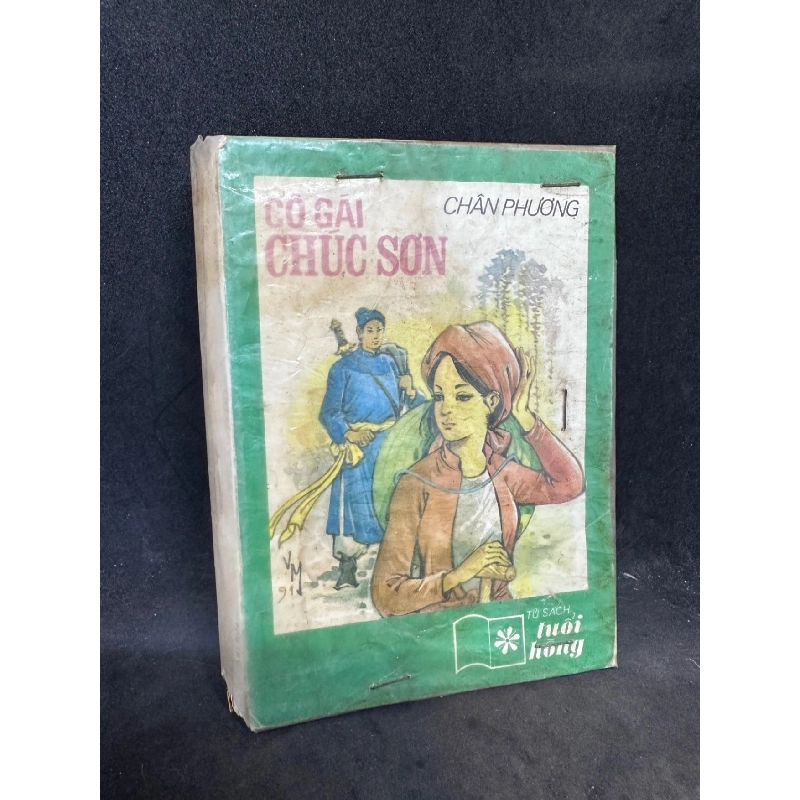 CÔ GÁI
CHÂN PHƯƠNG
CHÚC SƠN
VM
91
TỦ SÁCH
tuổi
hồng